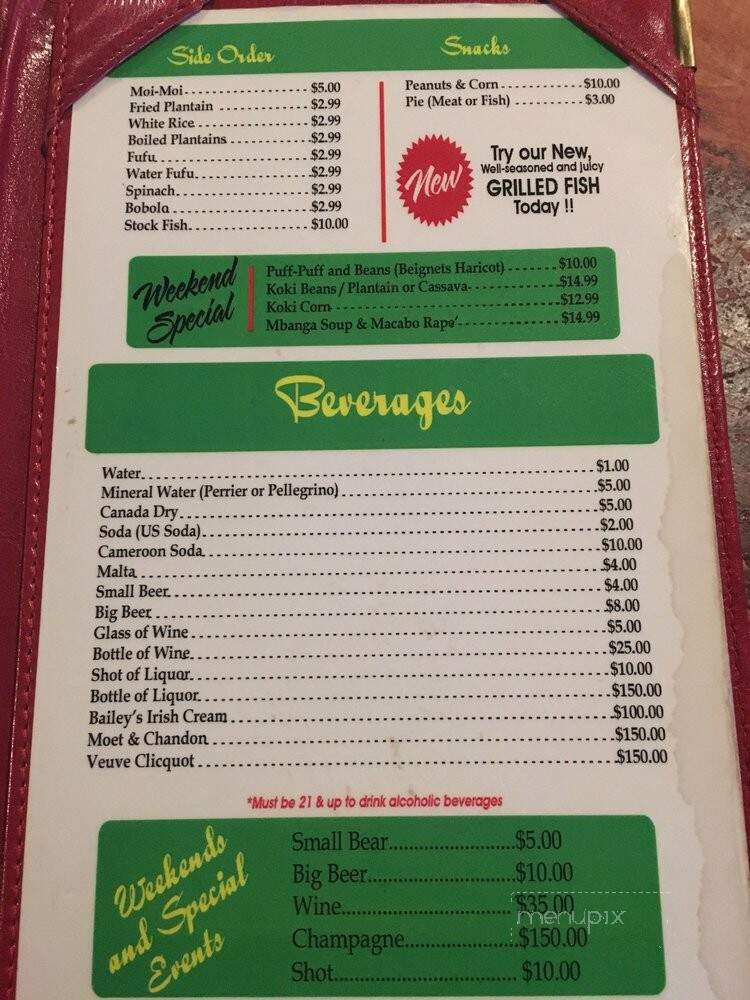 Side Order
Moi-Moi - - - - - - - - - - - - - - - - - $5.00
Fried Plantain - - - - - - - - - - - - $2.99
White Rice - - - - - - - - - - - - - - - $2.99
Boiled Plantains - - - - - - - - - - - $2.99
Fufu - - - - - - - - - - - - - - - - - - - - $2.99
Water Fufu - - - - - - - - - - - - - - - $2.99
Spinach - - - - - - - - - - - - - - - - - $2.99
Bobolo - - - - - - - - - - - - - - - - - - $2.99
Stock Fish - - - - - - - - - - - - - - - $10.00
Snacks
Peanuts & Corn - - - - - - - - - - - $10.00
Pie (Meat or Fish) - - - - - - - - - $3.00
New
Try our New,
Well-seasoned and juicy
GRILLED FISH
Today !!
Weekend
Special
Puff-Puff and Beans (Beignets Haricot) - - - - - - - $10.00
Koki Beans / Plantain or Cassava - - - - - - - - - - - - - $14.99
Koki Corn - - - - - - - - - - - - - - - - - - - - - - - - - - - - - - - - $12.99
Mbanga Soup & Macabo Rape' - - - - - - - - - - - - - - $14.99
Beverages
Water - - - - - - - - - - - - - - - - - - - - $1.00
Mineral Water (Perrier or Pellegrino) - - - - - - - - - - $5.00
Canada Dry - - - - - - - - - - - - - - - - - - - - $5.00
Soda (US Soda) - - - - - - - - - - - - - - - - - - - - $2.00
Cameroon Soda - - - - - - - - - - - - - - - - - - - - $10.00
Malta - - - - - - - - - - - - - - - - - - - - $4.00
Small Beer - - - - - - - - - - - - - - - - - - - - $4.00
Big Beer - - - - - - - - - - - - - - - - - - - - $8.00
Glass of Wine - - - - - - - - - - - - - - - - - - - - $5.00
Bottle of Wine - - - - - - - - - - - - - - - - - - - - $25.00
Shot of Liquor - - - - - - - - - - - - - - - - - - - - $10.00
Bottle of Liquor - - - - - - - - - - - - - - - - - - - - $150.00
Bailey's Irish Cream - - - - - - - - - - - - - - - - - - - - $100.00
Moet & Chandon - - - - - - - - - - - - - - - - - - - - $150.00
Veuve Clicquot - - - - - - - - - - - - - - - - - - - - $150.00
*Must be 21 & up to drink alcoholic beverages
Weekends
and Special
Events
Small Bear.........................$5.00
Big Beer.............................$10.00
Wine..................................$35.00
Champagne......................$150.00
Shot.................................... $10.00
menupix